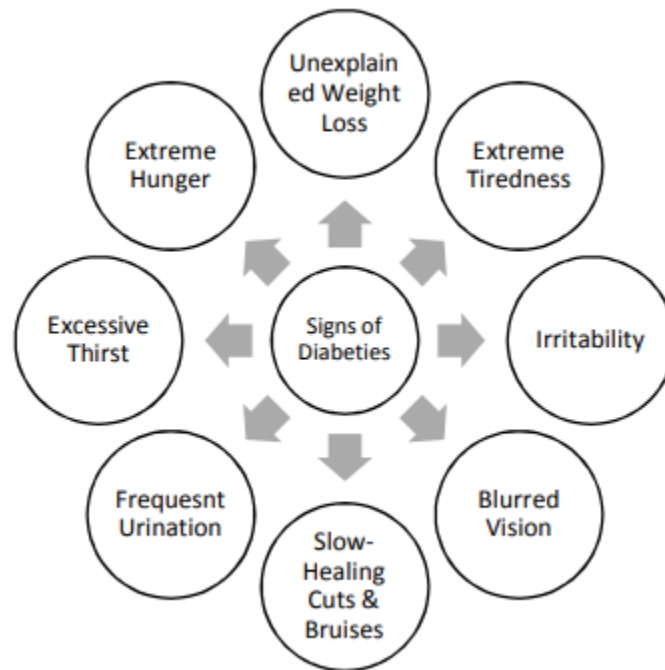 Unexplain
ed Weight
Loss
Extreme
Hunger
Extreme
Tiredness
Excessive
Thirst
Signs of
Diabeties
Irritability
Frequesnt
Urination
Blurred
Vision
Slow-
Healing
Cuts &
Bruises